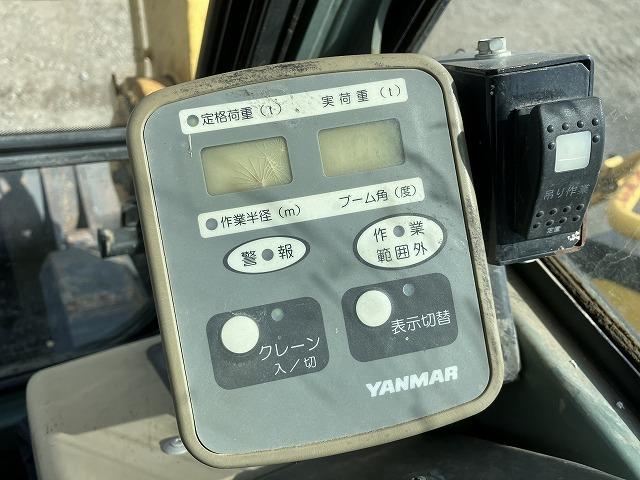 定格荷重(t) 実荷重(t)
作業半径(m) ブーム角(度)
警報
作業
範囲外
クレーン
入/切
表示切替
YANMAR
吊り作業